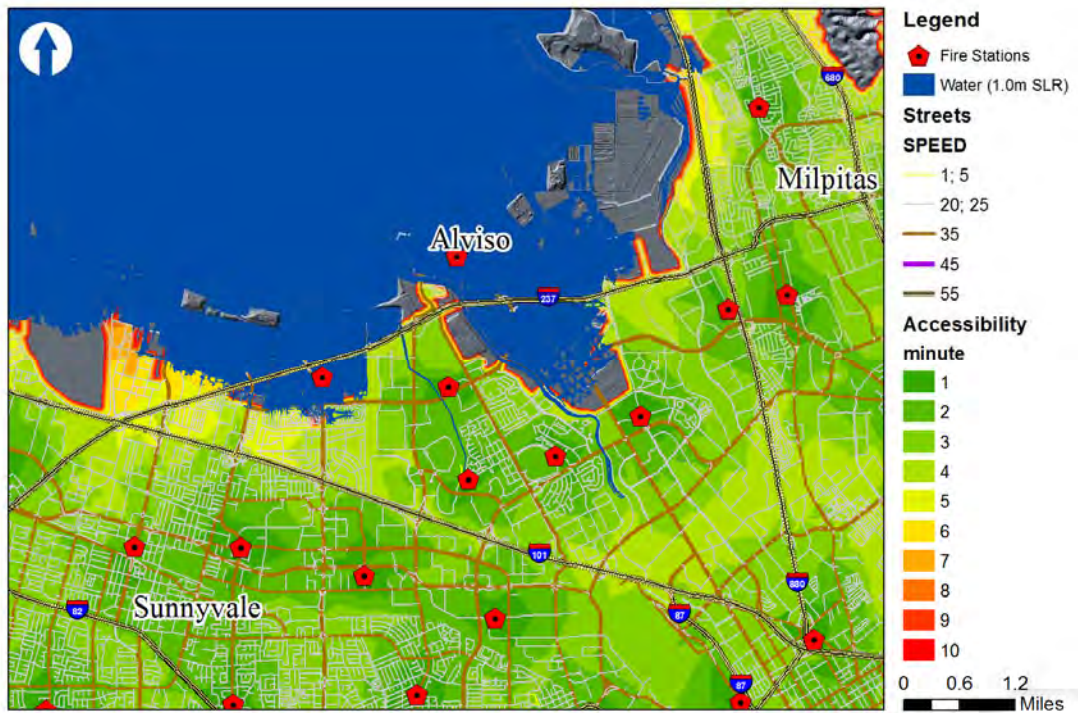 680
Milpitas
Alviso
237
101
Sunnyvale
82
87
880
87
Legend
Fire Stations
Water (1.0m SLR)
Streets
SPEED
1; 5
20; 25
35
45
55
Accessibility
minute
1
2
3
4
5
6
7
8
9
10
0 0.6 1.2
Miles